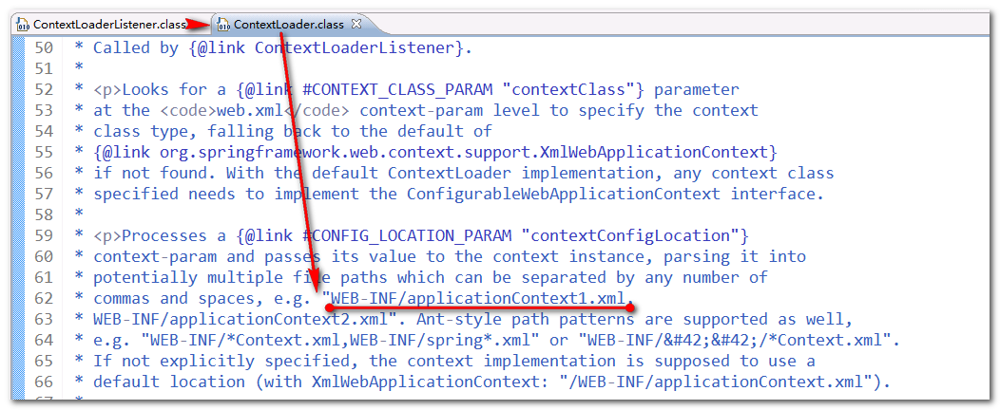 ContextLoaderListener.class ContextLoader.class
50 * Called by {@link ContextLoaderListener}.
51 *
52 * <p>Looks for a {@link #CONTEXT_CLASS_PARAM "contextClass"} parameter
53 * at the <code>web.xml</code> context-param level to specify the context
54 * class type, falling back to the default of
55 * {@link org.springframework.web.context.support.XmlWebApplicationContext}
56 * if not found. With the default ContextLoader implementation, any context class
57 * specified needs to implement the ConfigurableWebApplicationContext interface.
58 *
59 * <p>Processes a {@link #CONFIG_LOCATION_PARAM "contextConfigLocation"}
60 * context-param and passes its value to the context instance, parsing it into
61 * potentially multiple file paths which can be separated by any number of
62 * commas and spaces, e.g. "WEB-INF/applicationContext1.xml,
63 * WEB-INF/applicationContext2.xml". Ant-style path patterns are supported as well,
64 * e.g. "WEB-INF/*Context.xml,WEB-INF/spring*.xml" or "WEB-INF/&#42;&#42;/*Context.xml".
65 * If not explicitly specified, the context implementation is supposed to use a
66 * default location (with XmlWebApplicationContext: "/WEB-INF/applicationContext.xml").
67 *